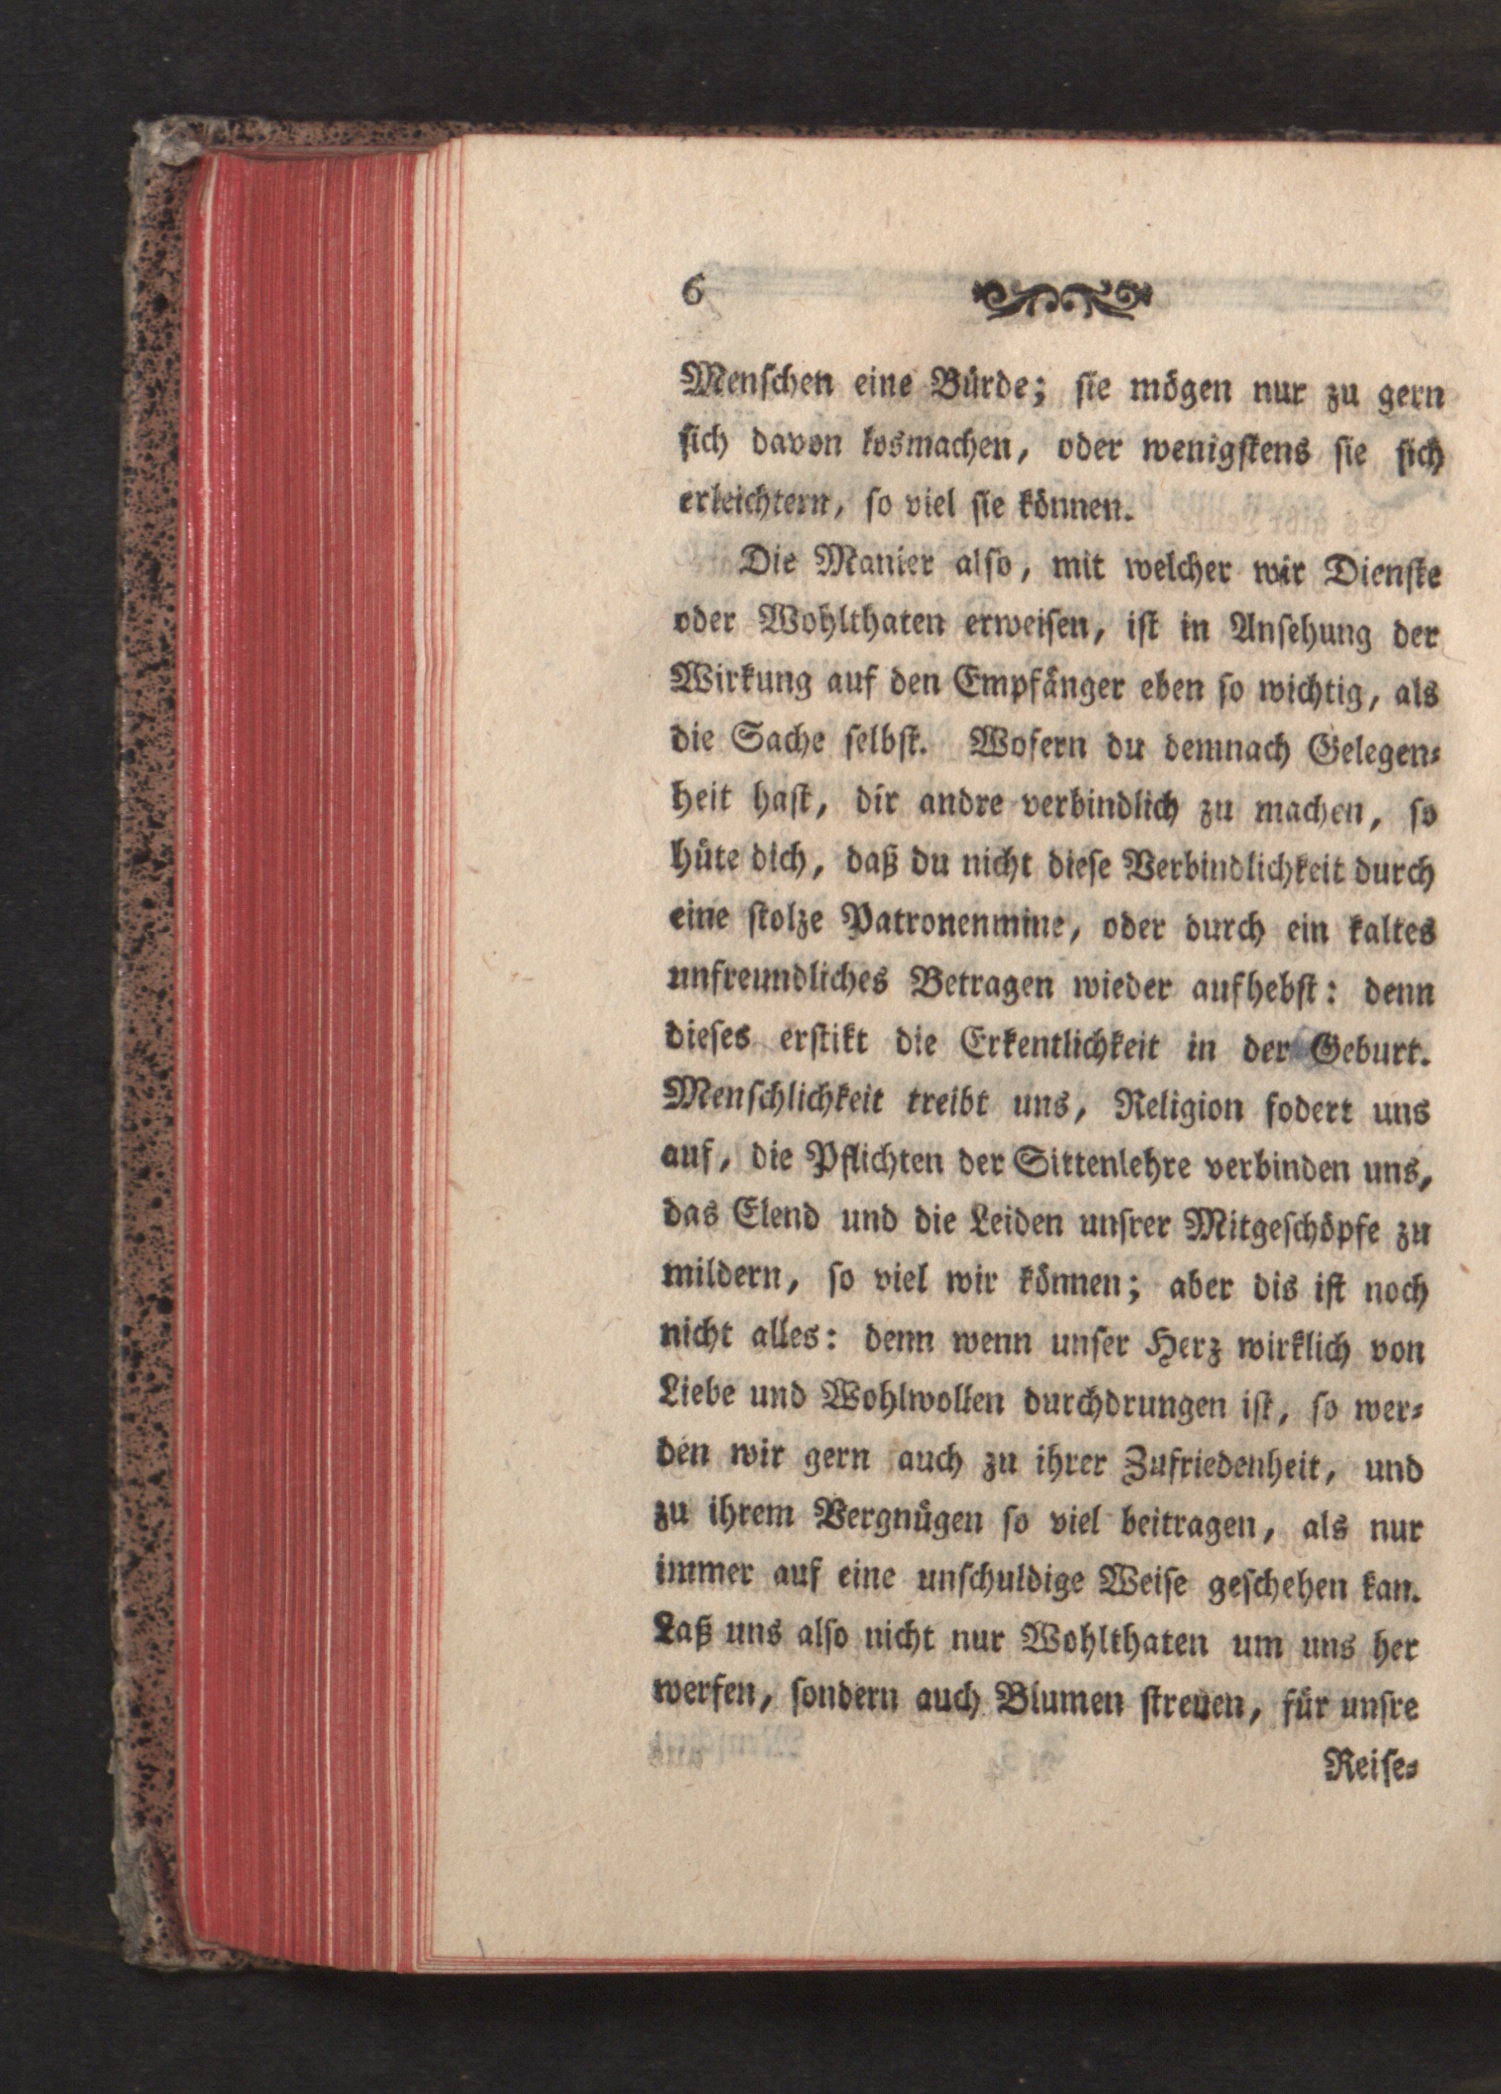 6
Menschen eine Bürde; sie mögen nur zu gern
sich davon losmachen, oder wenigstens sie sich
erleichtern, so viel sie können.
Die Manier also, mit welcher wir Dienste
oder Wohlthaten erweisen, ist in Ansehung der
Wirkung auf den Empfänger eben so wichtig, als
die Sache selbst. Wofern du demnach Gelegen-
heit hast, dir andre verbindlich zu machen, so
hüte dich, daß du nicht diese Verbindlichkeit durch
eine stolze Patronenmine, oder durch ein kaltes
unfreundliches Betragen wieder aufhebst: denn
dieses erstikt die Erkentlichkeit in der Geburt.
Menschlichkeit treibt uns, Religion fodert uns
auf, die Pflichten der Sittenlehre verbinden uns,
das Elend und die Leiden unsrer Mitgeschöpfe zu
mildern, so viel wir können; aber dis ist noch
nicht alles: denn wenn unser Herz wirklich von
Liebe und Wohlwollen durchdrungen ist, so wer-
den wir gern auch zu ihrer Zufriedenheit, und
zu ihrem Vergnügen so viel beitragen, als nur
immer auf eine unschuldige Weise geschehen kan.
Laß uns also nicht nur Wohlthaten um uns her
werfen, sondern auch Blumen streuen, für unsre
Reise-